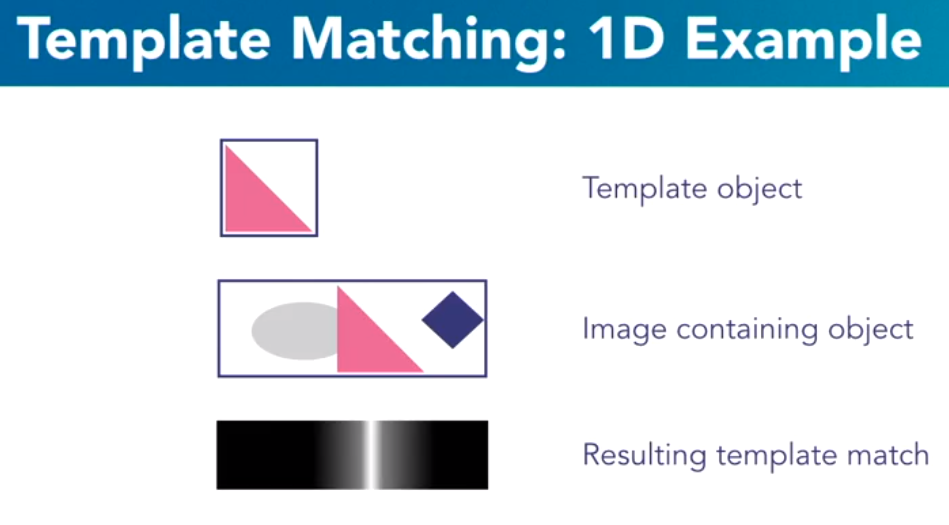 Template Matching: 1D Example
Template object
Image containing object
Resulting template match